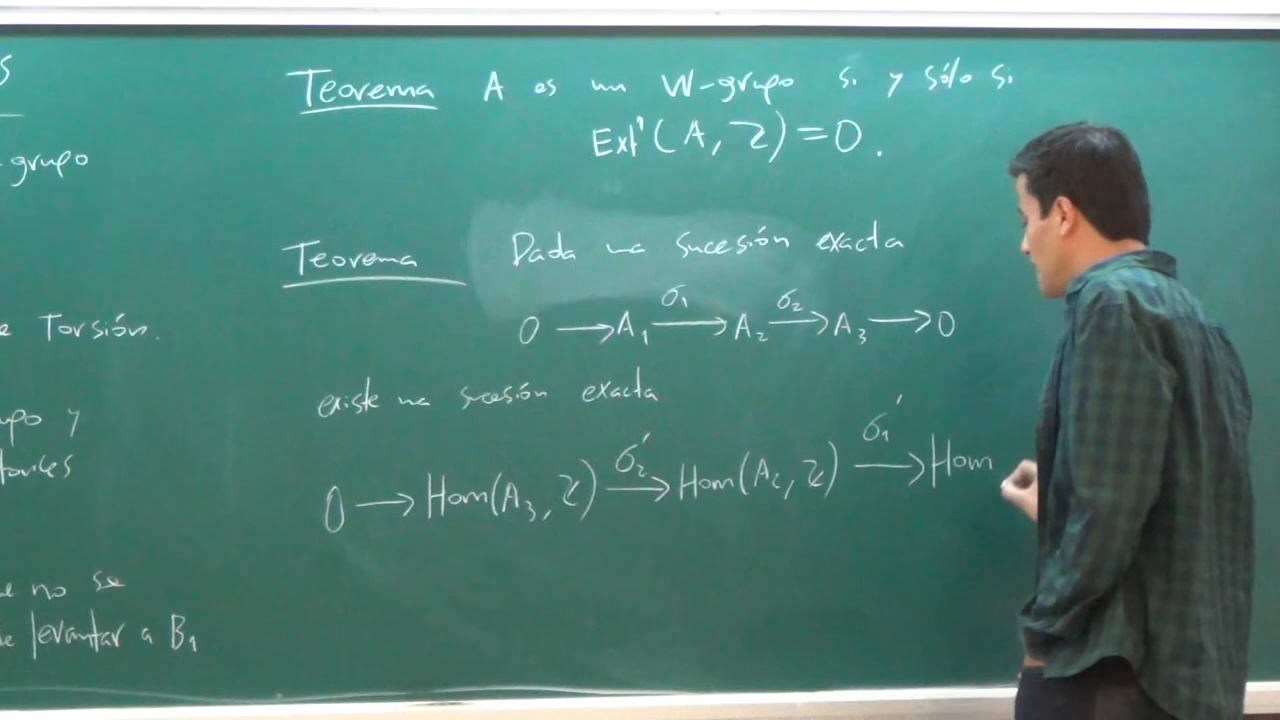 s
grupo
e Torsión.
upo y
tonces
e no se
e levantar a B₁
Teorema A es un W-grupo si y sólo si
Ext¹(A, Z) = 0.
Teorema Dada una sucesión exacta
0 → A₁ →^{σ₁} A₂ →^{σ₂} A₃ → 0
existe una sucesión exacta
0 → Hom(A₃, Z) →^{σ₂'} Hom(A₂, Z) →^{σ₁'} Hom